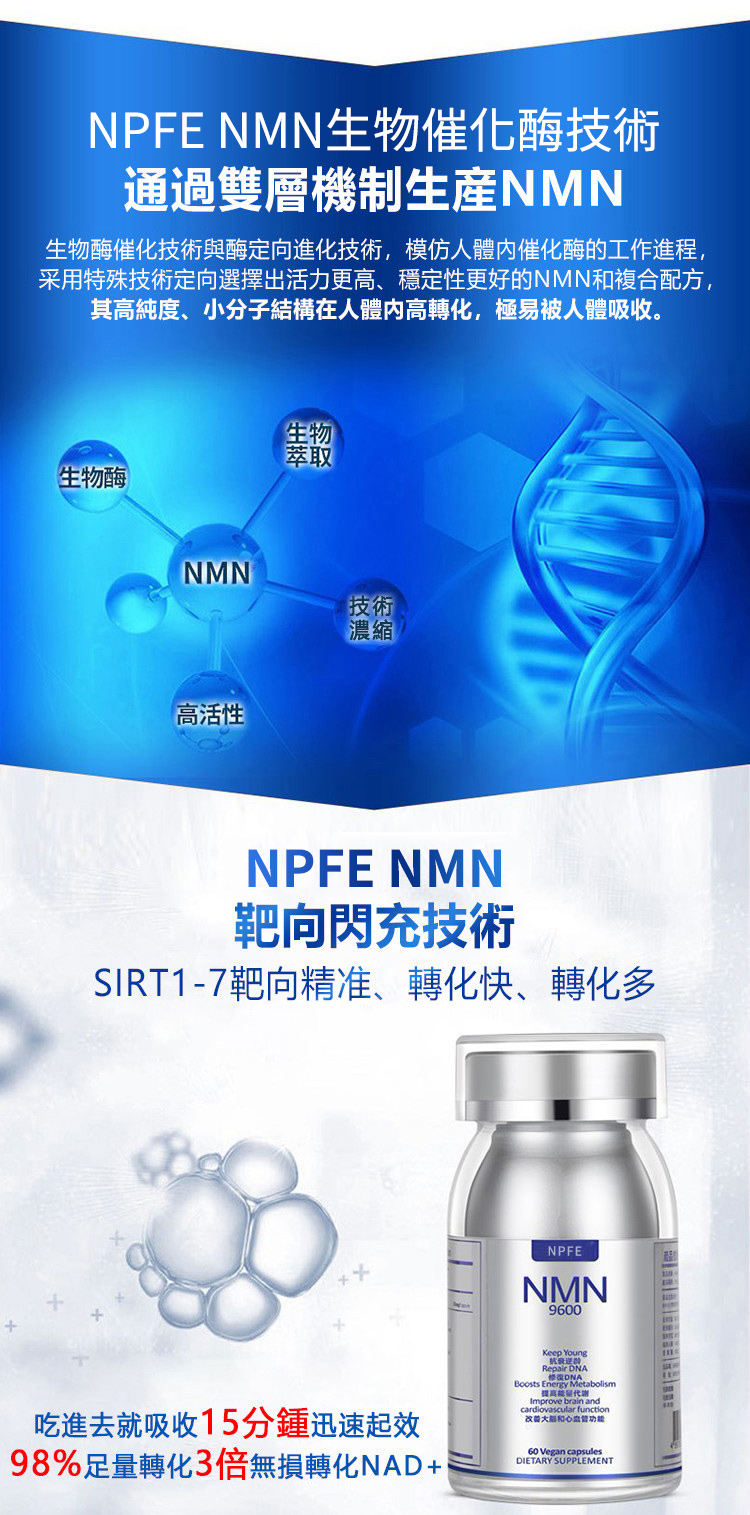 NPFE NMN生物催化酶技術
通過雙層機制生産NMN
生物酶催化技術與酶定向進化技術，模仿人體內催化酶的工作進程，
采用特殊技術定向選擇出活力更高、穩定性更好的NMN和複合配方，
其高純度、小分子結構在人體內高轉化，極易被人體吸收。
生物
萃取
生物酶
NMN
技術
濃縮
高活性
NPFE NMN
靶向閃充技術
SIRT1-7靶向精准、轉化快、轉化多
NPFE
NMN
9600
Keep Young
抗衰逆齡
Repair DNA
修復DNA
Boosts Energy Metabolism
提高能量代謝
Improve brain and
cardiovascular function
改善大腦和心血管功能
60 Vegan capsules
DIETARY SUPPLEMENT
吃進去就吸收15分鍾迅速起效
98%足量轉化3倍無損轉化NAD+